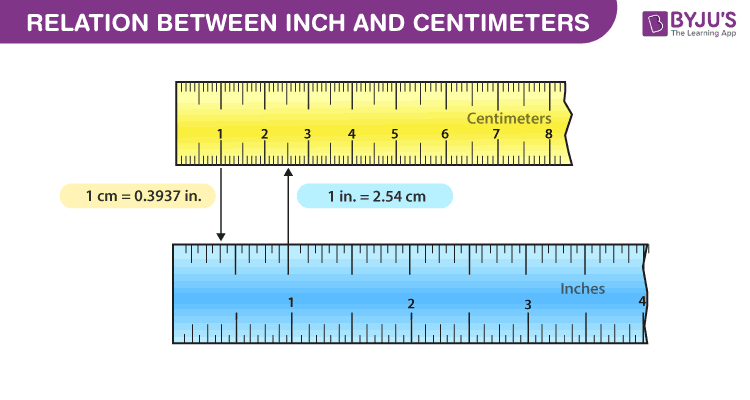 RELATION BETWEEN INCH AND CENTIMETERS
BYJU'S
The Learning App
Centimeters
1 2 3 4 5 6 7 8
1 cm = 0.3937 in.
1 in. = 2.54 cm
Inches
1 2 3 4